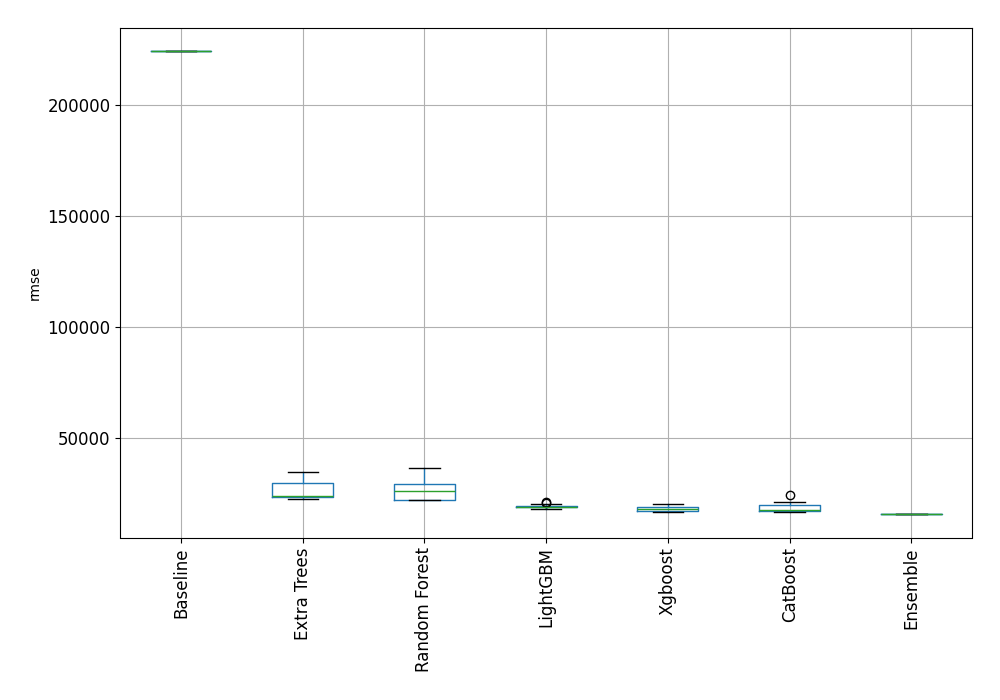 200000
150000
100000
50000
rmse
Baseline
Extra Trees
Random Forest
LightGBM
Xgboost
CatBoost
Ensemble